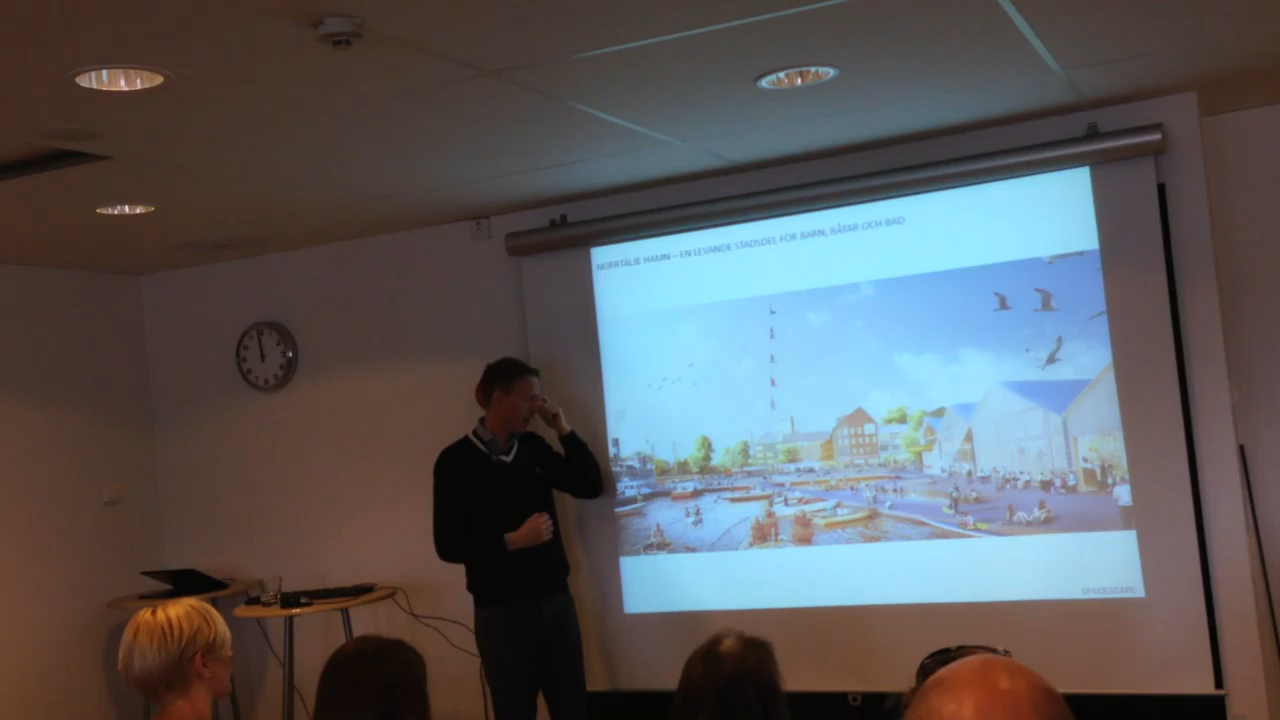 NORRTÄLJE HAMN – EN LEVANDE STADSDEL FÖR BARN, BÅTAR OCH BAD
SPACESCAPE